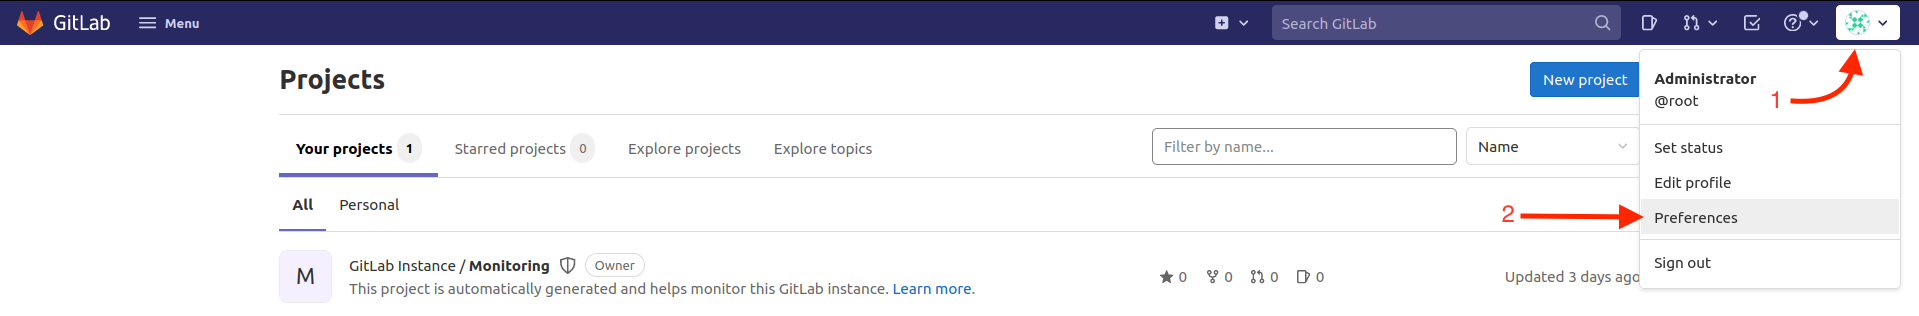 GitLab Menu Search GitLab
Projects New project
Administrator
@root
1
Your projects 1 Starred projects 0 Explore projects Explore topics Filter by name... Name
Set status
Edit profile
All Personal
2 Preferences
M GitLab Instance / Monitoring Owner
This project is automatically generated and helps monitor this GitLab instance. Learn more.
0 0 0 0 Updated 3 days ago
Sign out